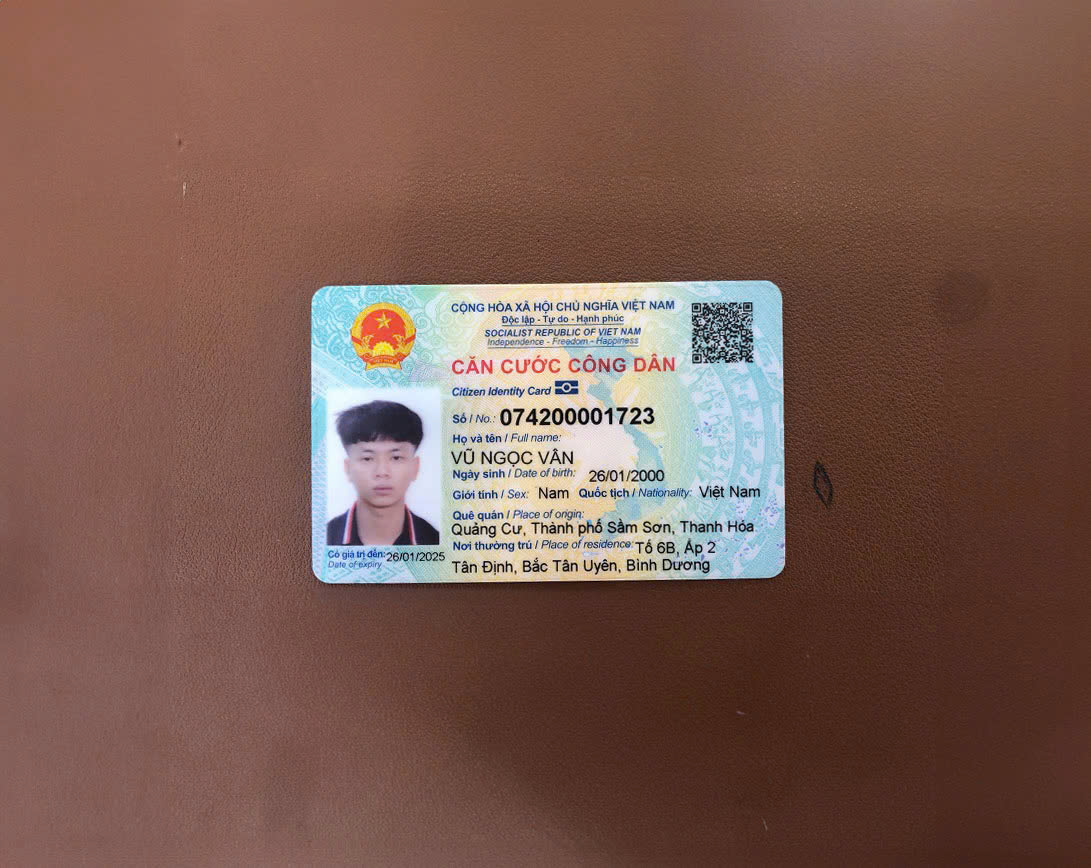 CỘNG HÒA XÃ HỘI CHỦ NGHĨA VIỆT NAM
Độc lập - Tự do - Hạnh phúc
SOCIALIST REPUBLIC OF VIET NAM
Independence - Freedom - Happiness
CĂN CƯỚC CÔNG DÂN
Citizen Identity Card
Số / No.: 074200001723
Họ và tên / Full name:
VŨ NGỌC VÂN
Ngày sinh / Date of birth: 26/01/2000
Giới tính / Sex: Nam Quốc tịch / Nationality: Việt Nam
Quê quán / Place of origin:
Quảng Cư, Thành phố Sầm Sơn, Thanh Hóa
Nơi thường trú / Place of residence: Tổ 6B, Ấp 2
Tân Định, Bắc Tân Uyên, Bình Dương
Có giá trị đến: 26/01/2025
Date of expiry